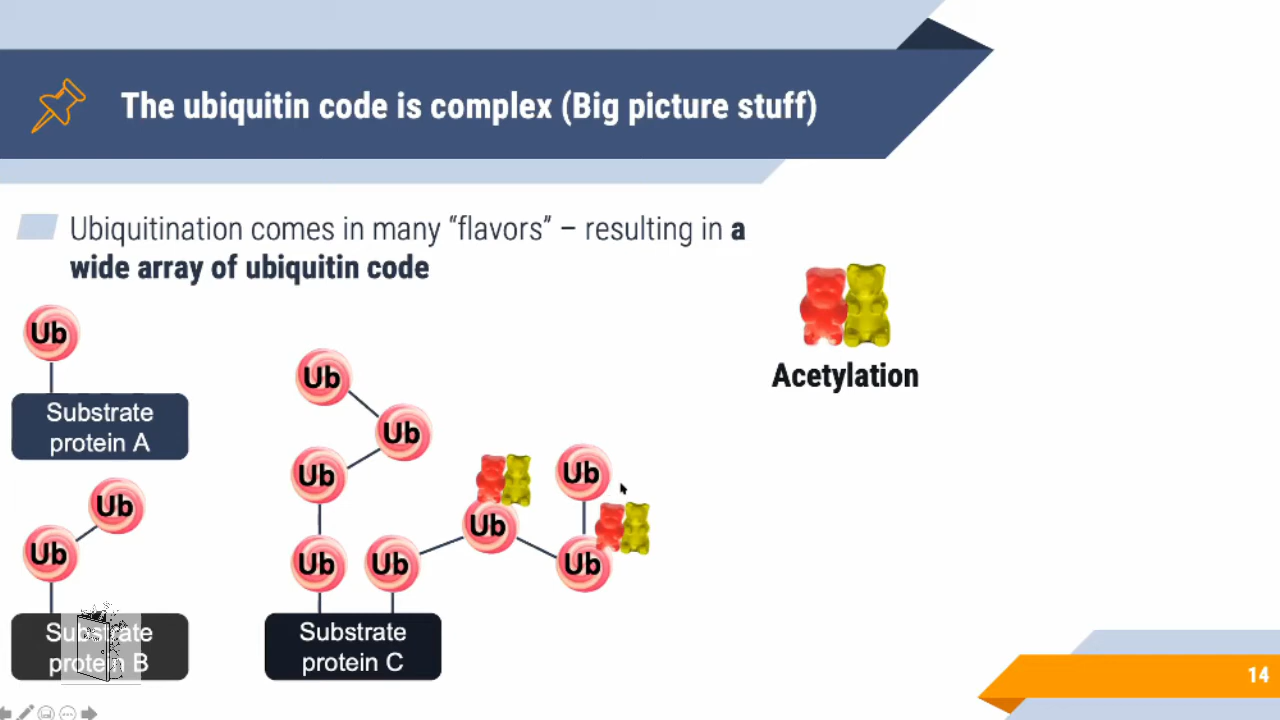 The ubiquitin code is complex (Big picture stuff)
Ubiquitination comes in many “flavors” – resulting in a
wide array of ubiquitin code
Ub
Substrate
protein A
Ub
Ub
Substrate
protein B
Ub
Ub
Ub
Ub
Ub
Ub
Ub
Ub
Substrate
protein C
Acetylation
14